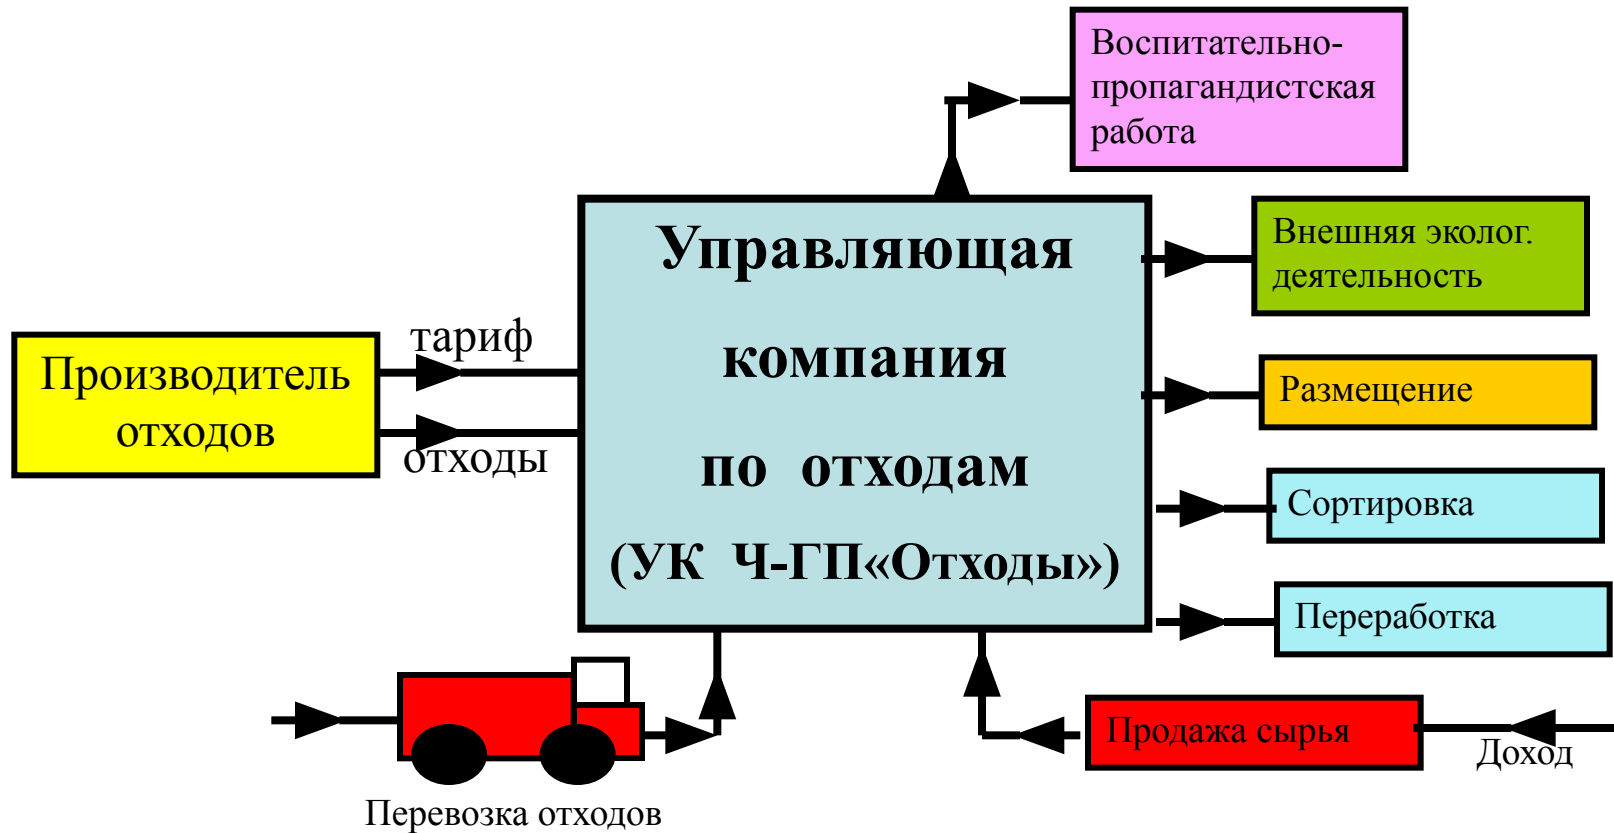 Воспитательно-
пропагандистская
работа
Управляющая
компания
по отходам
(УК Ч-ГП«Отходы»)
Внешняя эколог.
деятельность
тариф
Производитель
отходов
отходы
Размещение
Сортировка
Переработка
Продажа сырья
Доход
Перевозка отходов